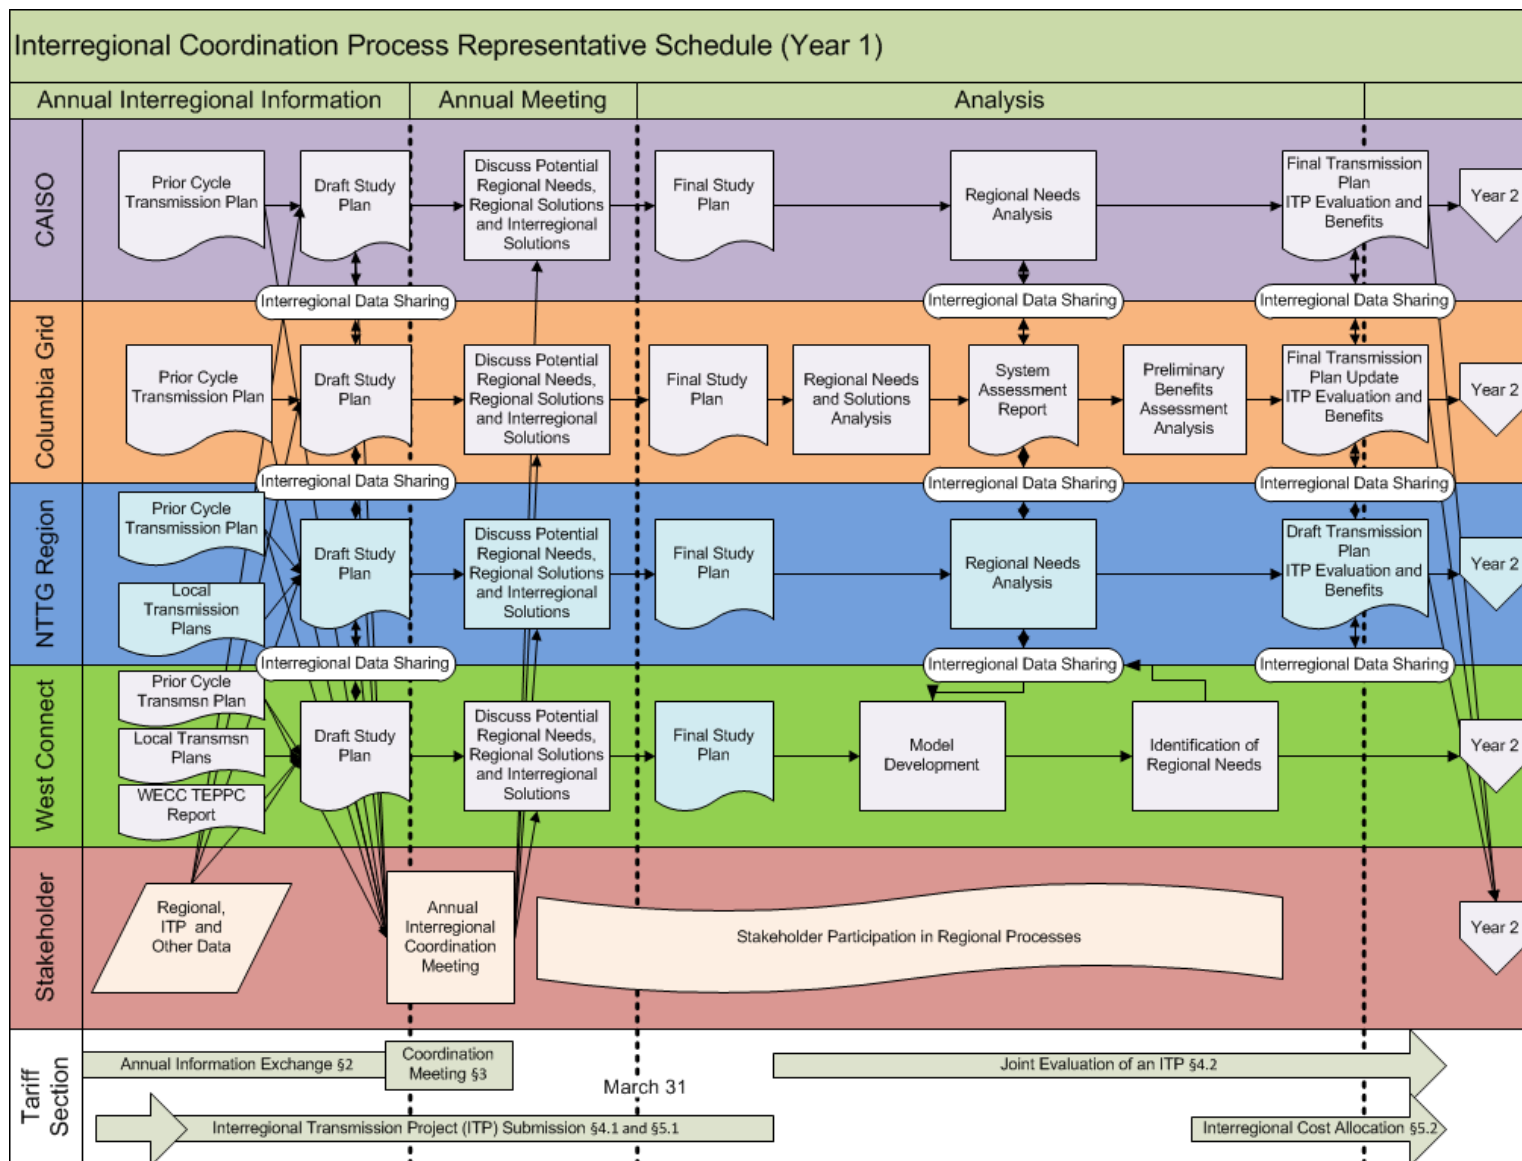 Interregional Coordination Process Representative Schedule (Year 1)
Annual Interregional Information
Annual Meeting
Analysis
CAISO
Prior Cycle
Transmission Plan
Draft Study
Plan
Discuss Potential
Regional Needs,
Regional Solutions
and Interregional
Solutions
Final Study
Plan
Regional Needs
Analysis
Final Transmission
Plan
ITP Evaluation and
Benefits
Year 2
Interregional Data Sharing
Interregional Data Sharing
Interregional Data Sharing
Columbia Grid
Prior Cycle
Transmission Plan
Draft Study
Plan
Discuss Potential
Regional Needs,
Regional Solutions
and Interregional
Solutions
Final Study
Plan
Regional Needs
and Solutions
Analysis
System
Assessment
Report
Preliminary
Benefits
Assessment
Analysis
Final Transmission
Plan Update
ITP Evaluation and
Benefits
Year 2
Interregional Data Sharing
Interregional Data Sharing
Interregional Data Sharing
NTTG Region
Prior Cycle
Transmission Plan
Local
Transmission
Plans
Draft Study
Plan
Discuss Potential
Regional Needs,
Regional Solutions
and Interregional
Solutions
Final Study
Plan
Regional Needs
Analysis
Draft Transmission
Plan
ITP Evaluation and
Benefits
Year 2
Interregional Data Sharing
Interregional Data Sharing
Interregional Data Sharing
West Connect
Prior Cycle
Transmsn Plan
Local Transmsn
Plans
WECC TEPPC
Report
Draft Study
Plan
Discuss Potential
Regional Needs,
Regional Solutions
and Interregional
Solutions
Final Study
Plan
Model
Development
Identification of
Regional Needs
Year 2
Stakeholder
Regional,
ITP and
Other Data
Annual
Interregional
Coordination
Meeting
Stakeholder Participation in Regional Processes
Year 2
Tariff
Section
Annual Information Exchange §2
Coordination
Meeting §3
Joint Evaluation of an ITP §4.2
March 31
Interregional Transmission Project (ITP) Submission §4.1 and §5.1
Interregional Cost Allocation §5.2